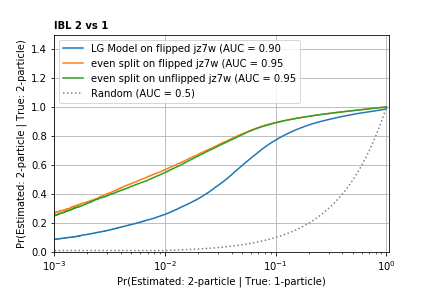 IBL 2 vs 1
LG Model on flipped jz7w (AUC = 0.90
even split on flipped jz7w (AUC = 0.95
even split on unflipped jz7w (AUC = 0.95
Random (AUC = 0.5)
Pr(Estimated: 2-particle | True: 2-particle)
1.4
1.2
1.0
0.8
0.6
0.4
0.2
0.0
10⁻³
10⁻²
10⁻¹
10⁰
Pr(Estimated: 2-particle | True: 1-particle)